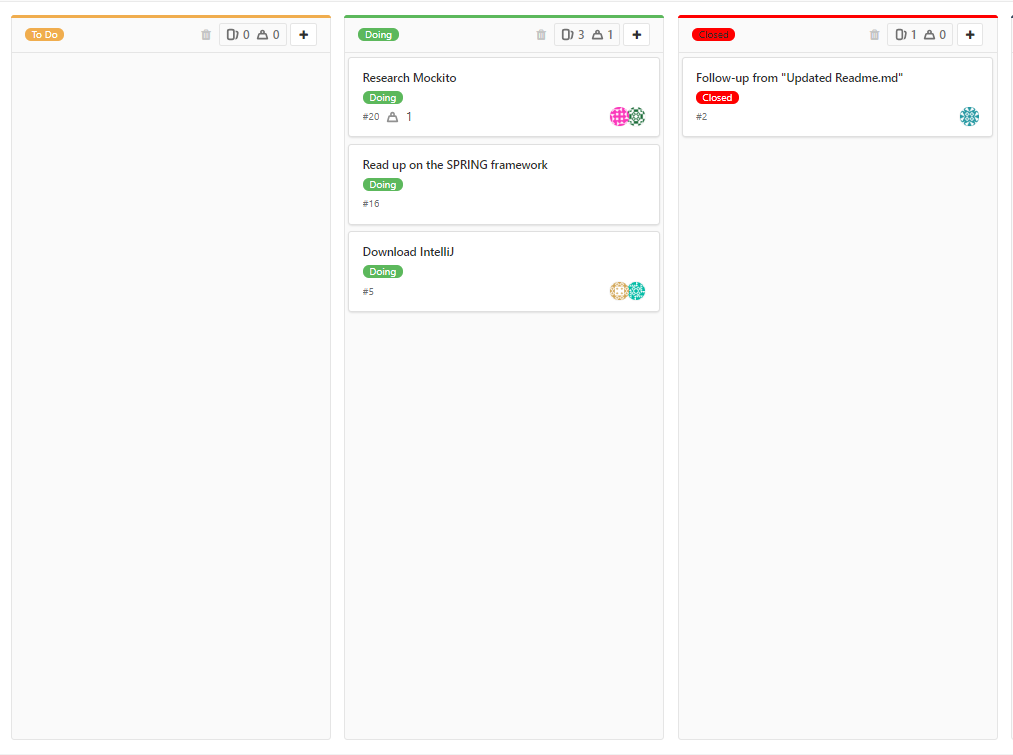 To Do 0 0 +
Doing 3 1 +
Closed 1 0 +
Research Mockito
Doing
#20 1
Read up on the SPRING framework
Doing
#16
Download IntelliJ
Doing
#5
Follow-up from "Updated Readme.md"
Closed
#2